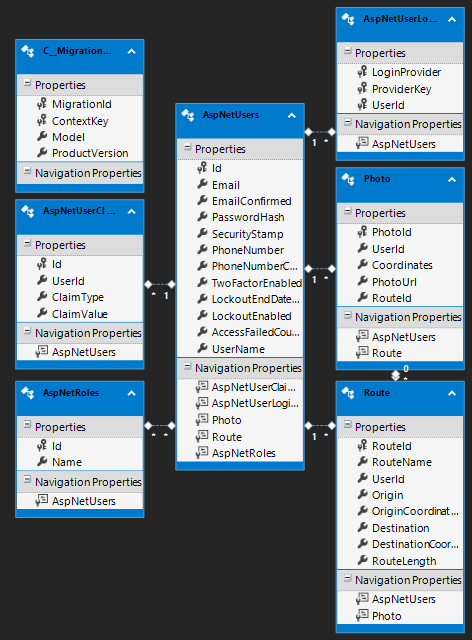 C__Migration...
Properties
MigrationId
ContextKey
Model
ProductVersion
Navigation Properties
AspNetUserCl ...
Properties
Id
UserId
ClaimType
ClaimValue
Navigation Properties
AspNetUsers
AspNetRoles
Properties
Id
Name
Navigation Properties
AspNetUsers
AspNetUsers
Properties
Id
Email
EmailConfirmed
PasswordHash
SecurityStamp
PhoneNumber
PhoneNumberC...
TwoFactorEnabled
LockoutEndDate...
LockoutEnabled
AccessFailedCou...
UserName
Navigation Properties
AspNetUserClai...
AspNetUserLogi...
Photo
Route
AspNetRoles
AspNetUserLo ...
Properties
LoginProvider
ProviderKey
UserId
Navigation Properties
AspNetUsers
Photo
Properties
PhotoId
UserId
Coordinates
PhotoUrl
RouteId
Navigation Properties
AspNetUsers
Route
Route
Properties
RouteId
RouteName
UserId
Origin
OriginCoordinat...
Destination
DestinationCoor...
RouteLength
Navigation Properties
AspNetUsers
Photo
* 1
* *
1 *
1 *
1 *
0
*